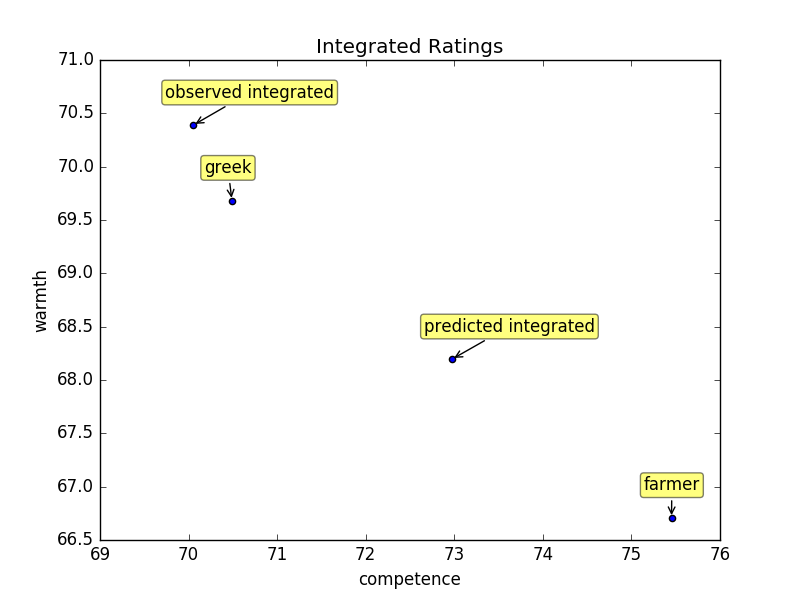 Integrated Ratings
71.0
70.5
70.0
69.5
69.0
68.5
68.0
67.5
67.0
66.5
warmth
observed integrated
greek
predicted integrated
farmer
69 70 71 72 73 74 75 76
competence